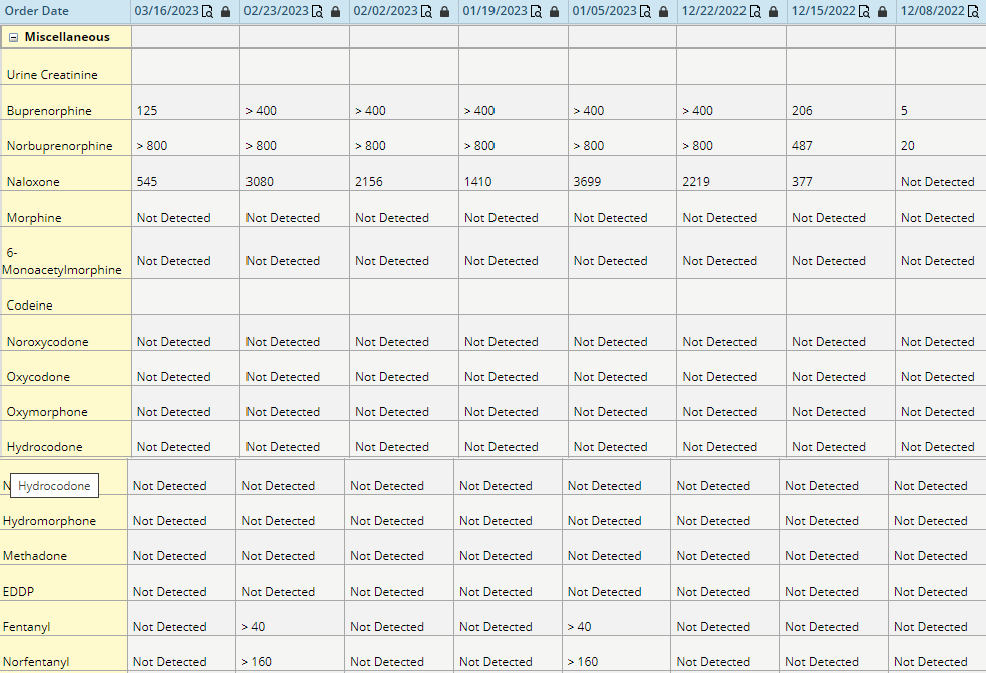 Order Date 03/16/2023 02/23/2023 02/02/2023 01/19/2023 01/05/2023 12/22/2022 12/15/2022 12/08/2022
Miscellaneous
Urine Creatinine
Buprenorphine 125 > 400 > 400 > 400 > 400 > 400 206 5
Norbuprenorphine > 800 > 800 > 800 > 800 > 800 > 800 487 20
Naloxone 545 3080 2156 1410 3699 2219 377 Not Detected
Morphine Not Detected Not Detected Not Detected Not Detected Not Detected Not Detected Not Detected Not Detected
6-
Monoacetylmorphine Not Detected Not Detected Not Detected Not Detected Not Detected Not Detected Not Detected Not Detected
Codeine
Noroxycodone Not Detected Not Detected Not Detected Not Detected Not Detected Not Detected Not Detected Not Detected
Oxycodone Not Detected Not Detected Not Detected Not Detected Not Detected Not Detected Not Detected Not Detected
Oxymorphone Not Detected Not Detected Not Detected Not Detected Not Detected Not Detected Not Detected Not Detected
Hydrocodone Not Detected Not Detected Not Detected Not Detected Not Detected Not Detected Not Detected Not Detected
N Hydrocodone Not Detected Not Detected Not Detected Not Detected Not Detected Not Detected Not Detected Not Detected
Hydromorphone Not Detected Not Detected Not Detected Not Detected Not Detected Not Detected Not Detected Not Detected
Methadone Not Detected Not Detected Not Detected Not Detected Not Detected Not Detected Not Detected Not Detected
EDDP Not Detected Not Detected Not Detected Not Detected Not Detected Not Detected Not Detected Not Detected
Fentanyl Not Detected > 40 Not Detected Not Detected > 40 Not Detected Not Detected Not Detected
Norfentanyl Not Detected > 160 Not Detected Not Detected > 160 Not Detected Not Detected Not Detected